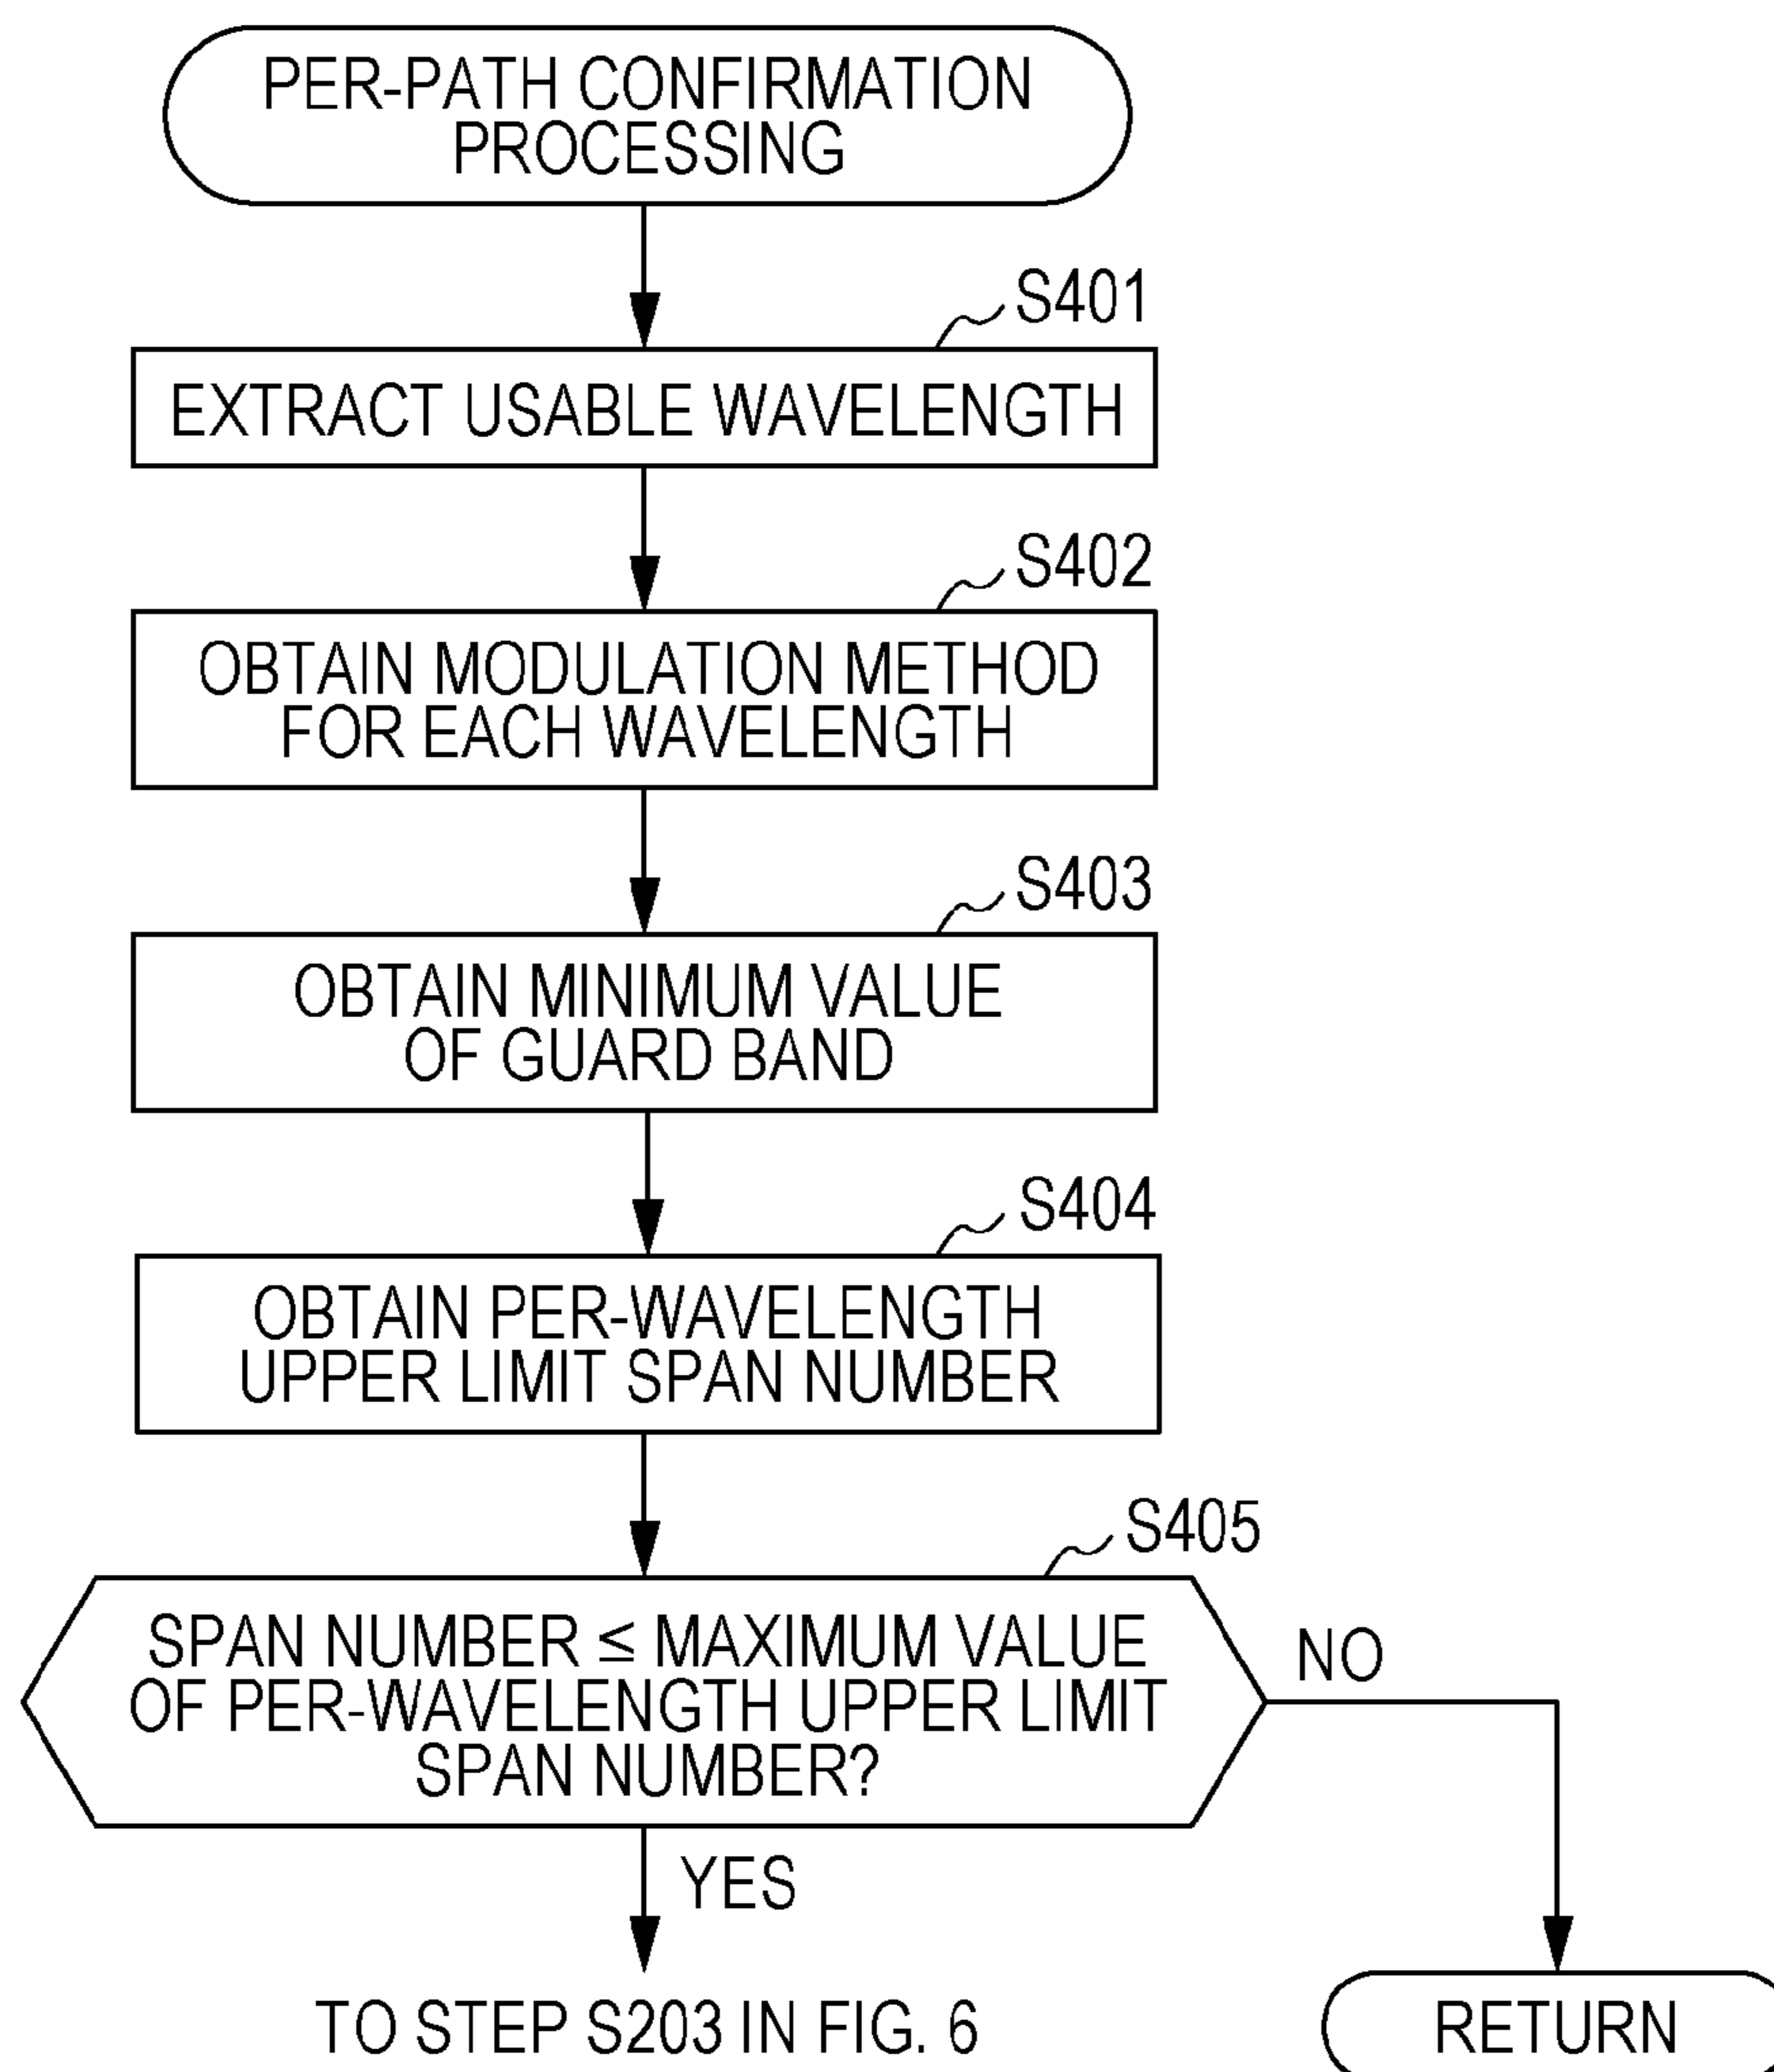 PER-PATH CONFIRMATION
PROCESSING
S401
EXTRACT USABLE WAVELENGTH
S402
OBTAIN MODULATION METHOD
FOR EACH WAVELENGTH
S403
OBTAIN MINIMUM VALUE
OF GUARD BAND
S404
OBTAIN PER-WAVELENGTH
UPPER LIMIT SPAN NUMBER
S405
SPAN NUMBER ≤ MAXIMUM VALUE
OF PER-WAVELENGTH UPPER LIMIT
SPAN NUMBER?
NO
YES
TO STEP S203 IN FIG. 6
RETURN